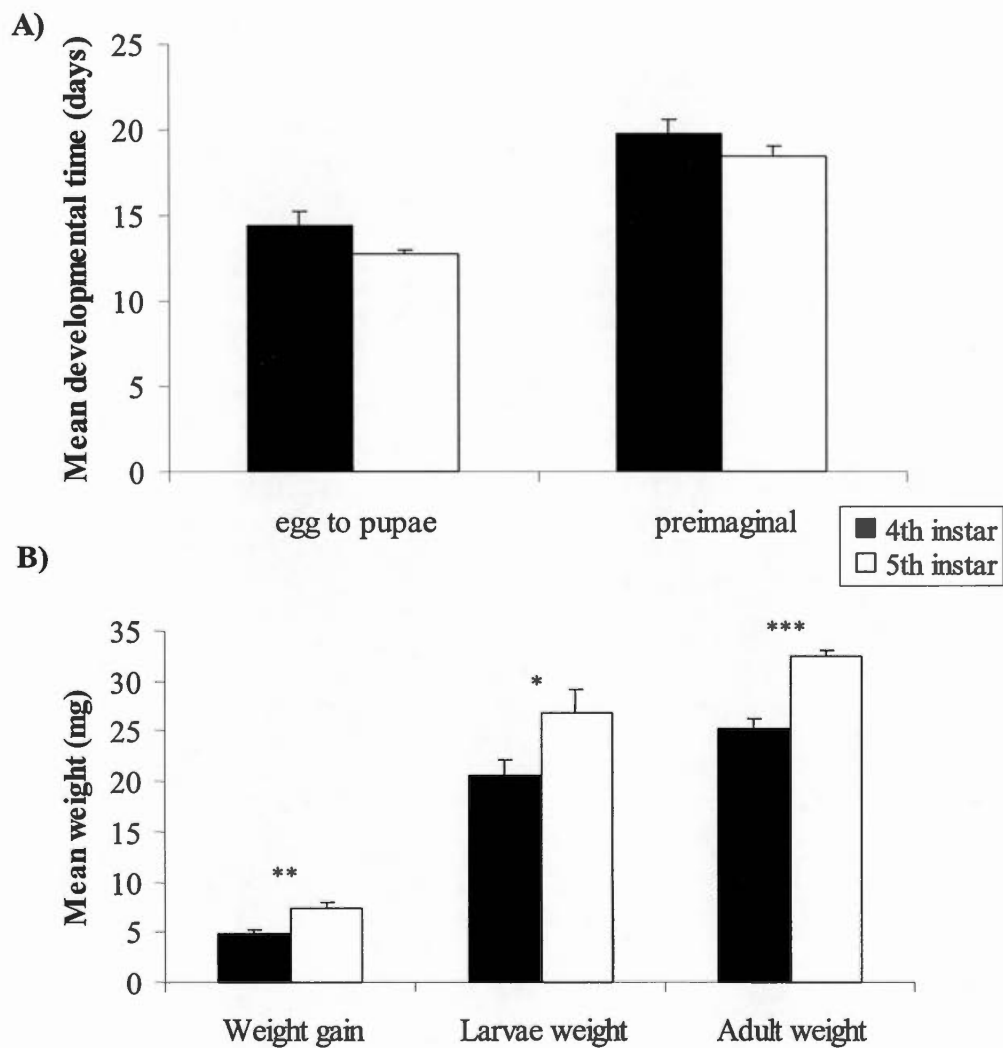 A)
Mean developmental time (days)
25
20
15
10
5
0
egg to pupae
preimaginal
4th instar
5th instar
B)
Mean weight (mg)
35
30
25
20
15
10
5
0
**
*
***
Weight gain
Larvae weight
Adult weight